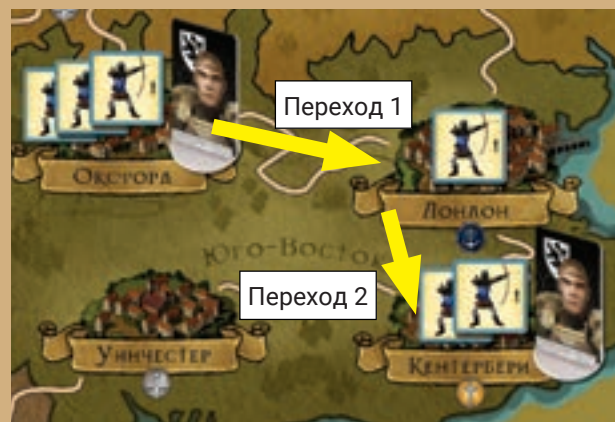 Переход 1
Оксфорд
Лондон
Юго-Восток
Переход 2
Уинчестер
Кентербери